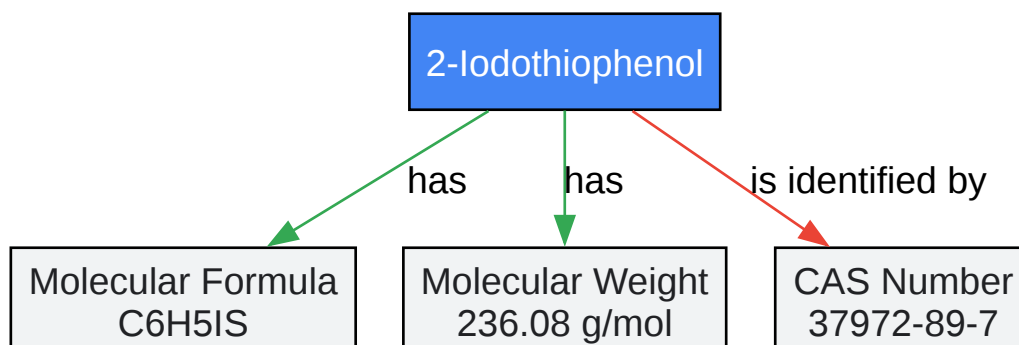 2-Iodothiophenol
has
has
is identified by
Molecular Formula
C6H5IS
Molecular Weight
236.08 g/mol
CAS Number
37972-89-7